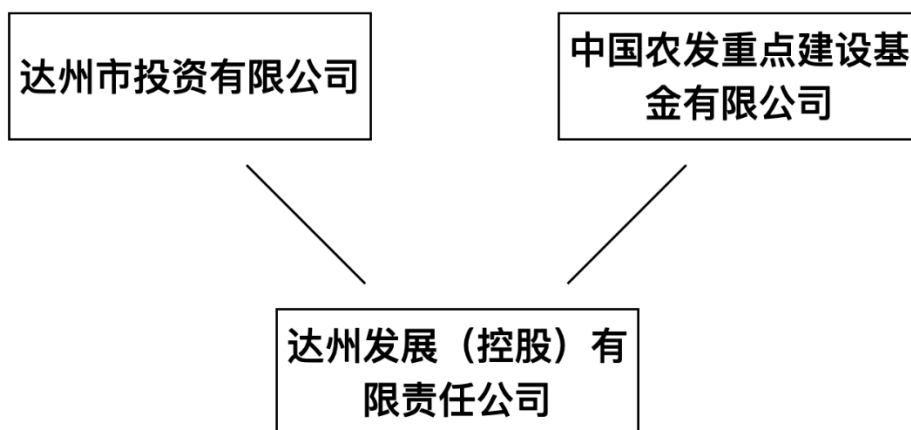 达州市投资有限公司
中国农发重点建设基
金有限公司
达州发展（控股）有
限责任公司